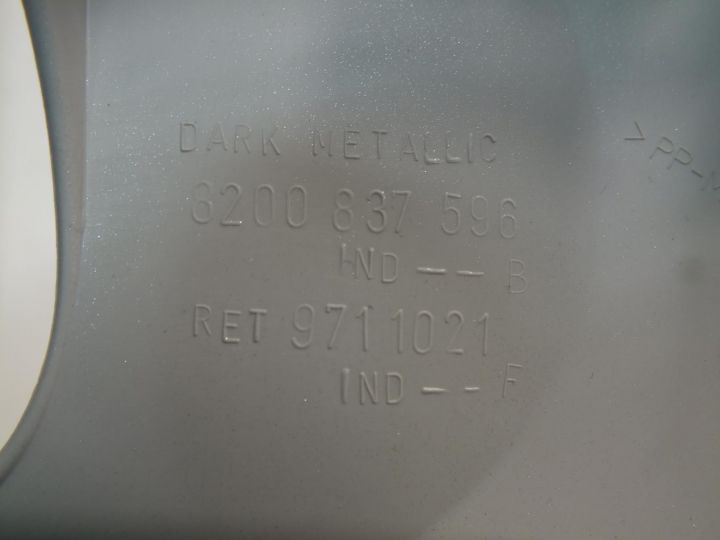 DARK METALLIC
8200 837 596
IND -- B
RET 9711021
IND -- F
>PP-